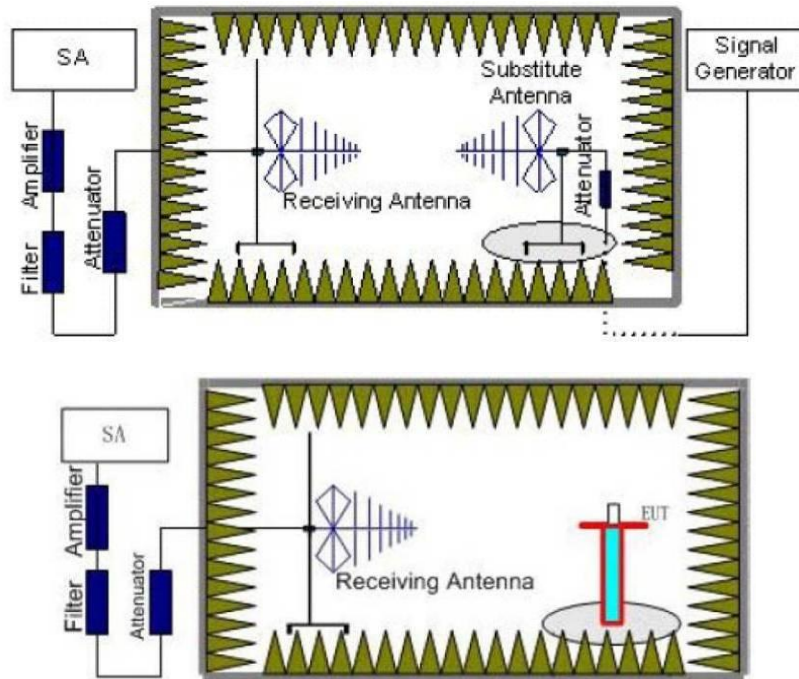 SA
Signal
Generator
Substitute
Antenna
Amplifier
Attenuator
Attenuator
Receiving Antenna
Filter
SA
Amplifier
EUT
Receiving Antenna
Filter
Attenuator